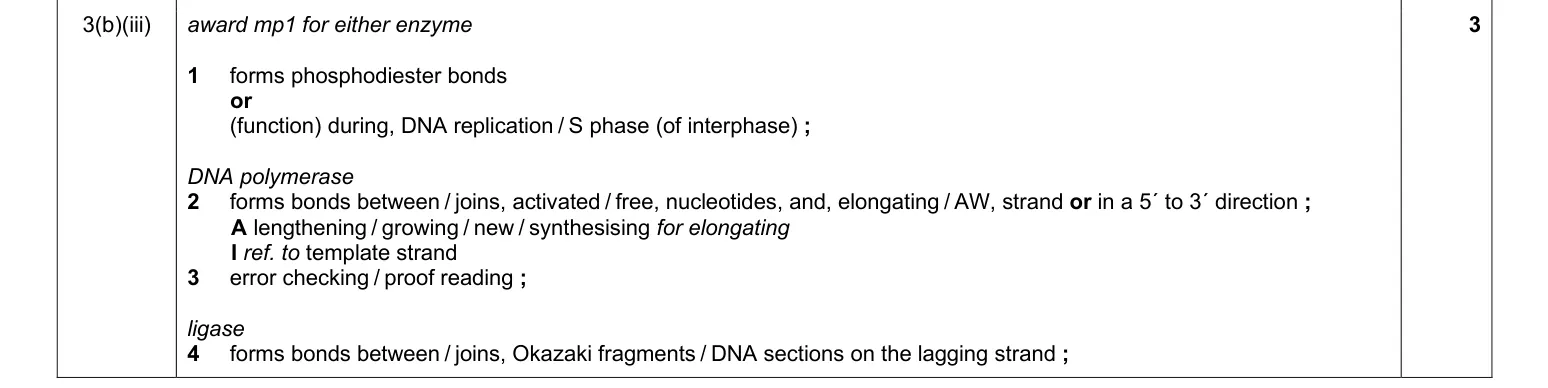 3(b)(iii) award mp1 for either enzyme 3
1 forms phosphodiester bonds
or
(function) during, DNA replication / S phase (of interphase) ;
DNA polymerase
2 forms bonds between / joins, activated / free, nucleotides, and, elongating / AW, strand or in a 5´ to 3´ direction ;
A lengthening / growing / new / synthesising for elongating
I ref. to template strand
3 error checking / proof reading ;
ligase
4 forms bonds between / joins, Okazaki fragments / DNA sections on the lagging strand ;